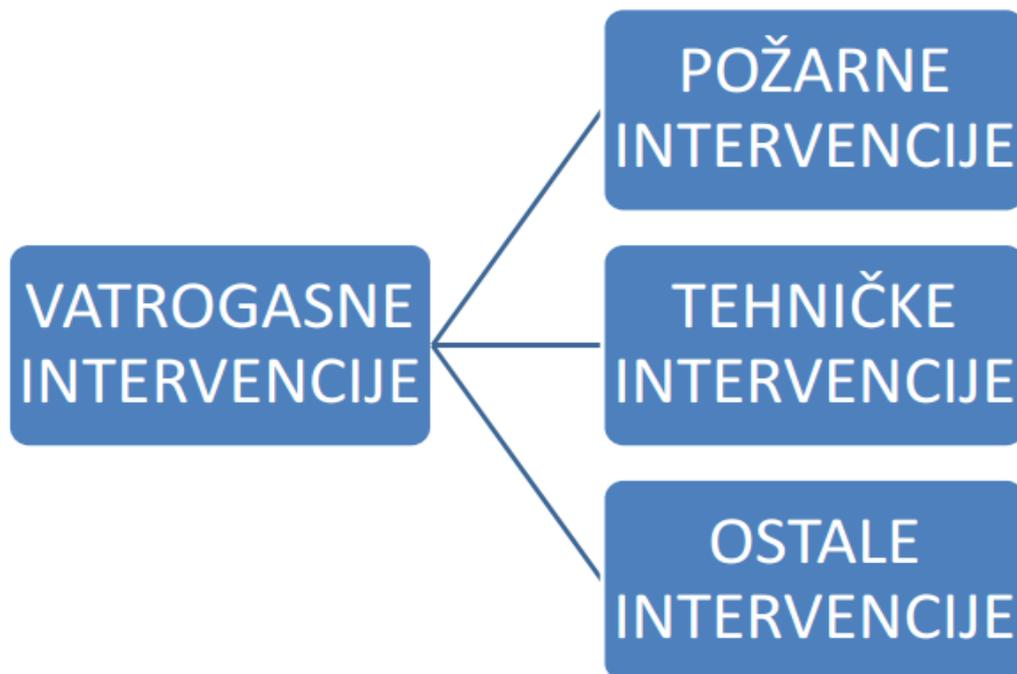 VATROGASNE
INTERVENCIJE
POŽARNE
INTERVENCIJE
TEHNIČKE
INTERVENCIJE
OSTALE
INTERVENCIJE